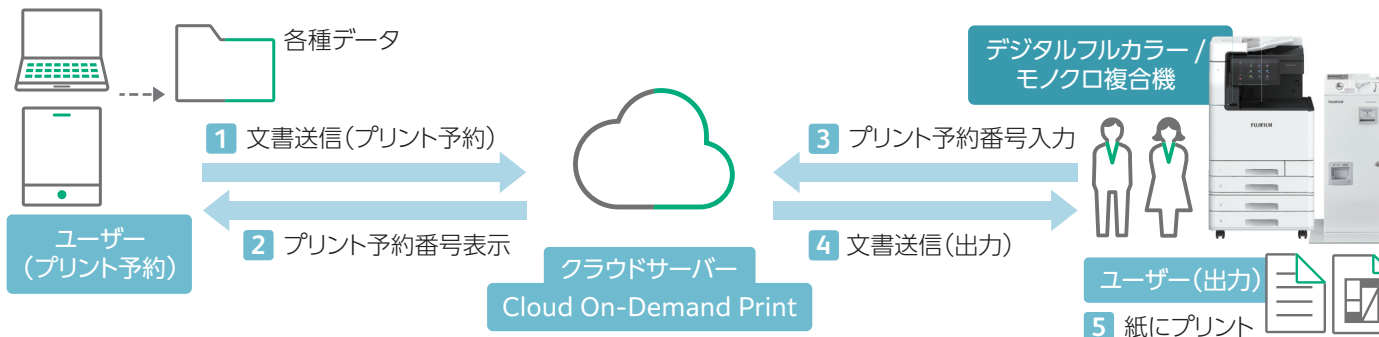 各種データ
デジタルフルカラー /
モノクロ複合機
1 文書送信(プリント予約)
3 プリント予約番号入力
FUJIFILM
FUJIFILM
2 プリント予約番号表示
4 文書送信(出力)
ユーザー
(プリント予約)
クラウドサーバー
Cloud On-Demand Print
ユーザー(出力)
5 紙にプリント